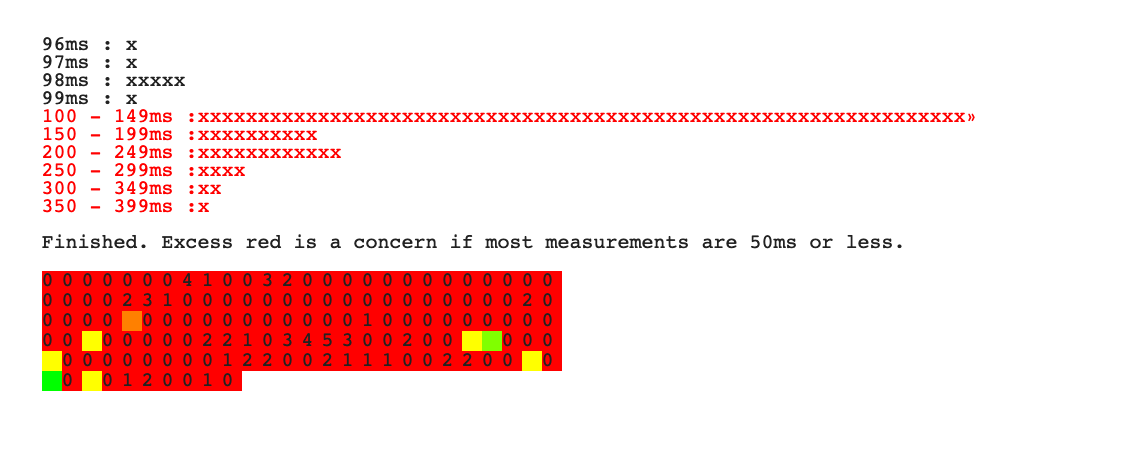 96ms : x
97ms : x
98ms : xxxxx
99ms : x
100 – 149ms :xxxxxxxxxxxxxxxxxxxxxxxxxxxxxxxxxxxxxxxxxxxxxxxxxxxxxxxxxxxxxxxx»
150 – 199ms :xxxxxxxxxx
200 – 249ms :xxxxxxxxxxxx
250 – 299ms :xxxx
300 – 349ms :xx
350 – 399ms :x
Finished. Excess red is a concern if most measurements are 50ms or less.
0 0 0 0 0 0 0 4 1 0 0 3 2 0 0 0 0 0 0 0 0 0 0 0 0 0
0 0 0 0 2 3 1 0 0 0 0 0 0 0 0 0 0 0 0 0 0 0 0 0 2 0
0 0 0 0 0 0 0 0 0 0 0 0 0 0 0 1 0 0 0 0 0 0 0 0 0
0 0 0 0 0 0 0 2 2 1 0 3 4 5 3 0 0 2 0 0 0 0 0
0 0 0 0 0 0 0 0 1 2 2 0 0 2 1 1 1 0 0 2 2 0 0 0
0 0 1 2 0 0 1 0